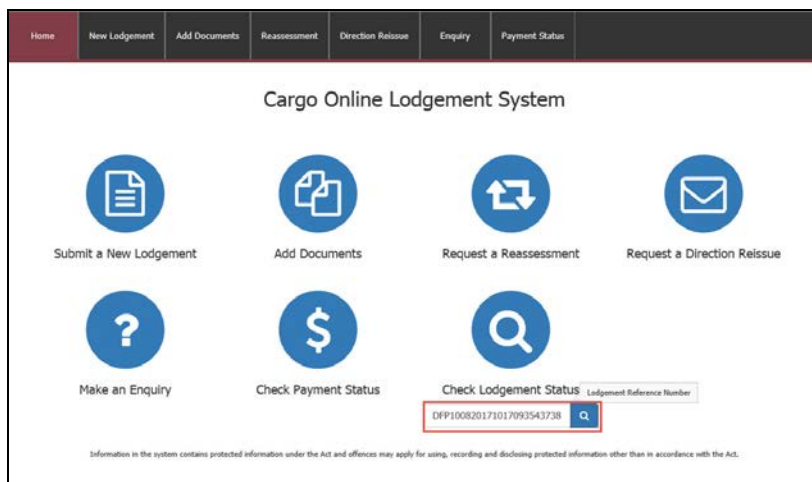 Home New Lodgement Add Documents Reassessment Direction Reissue Enquiry Payment Status
Cargo Online Lodgement System
Submit a New Lodgement Add Documents Request a Reassessment Request a Direction Reissue
Make an Enquiry Check Payment Status Check Lodgement Status Lodgement Reference Number
DFP100820171017093543738
Information in the system contains protected information under the Act and offences may apply for using, recording and disclosing protected information other than in accordance with the Act.